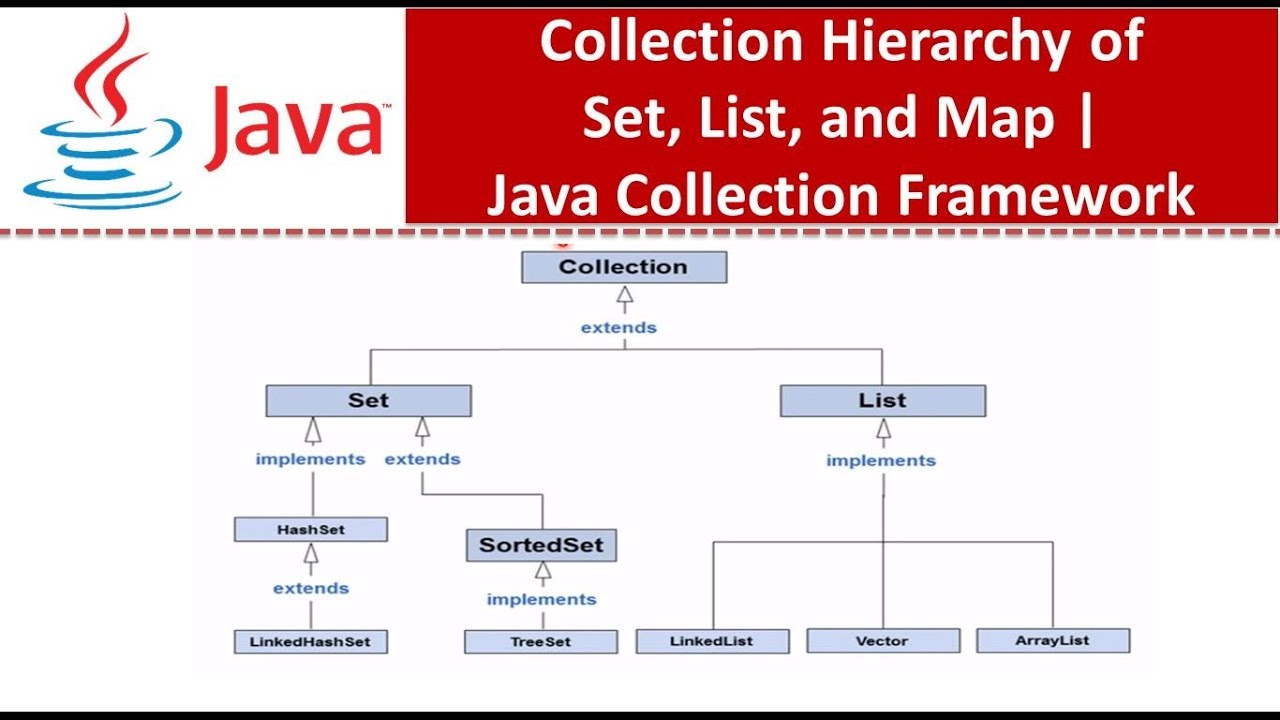 Java™
Collection Hierarchy of
Set, List, and Map |
Java Collection Framework
Collection
extends
Set
List
implements
extends
implements
HashSet
SortedSet
extends
implements
LinkedHashSet
TreeSet
LinkedList
Vector
ArrayList